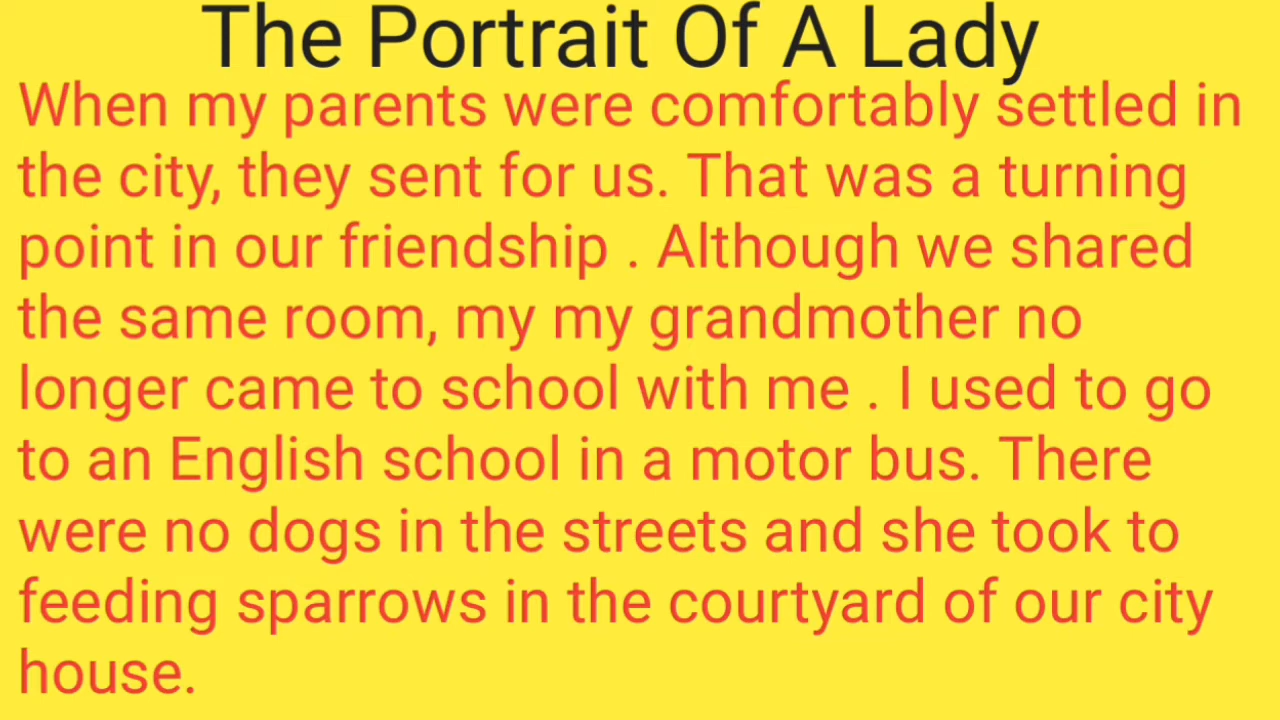 The Portrait Of A Lady
When my parents were comfortably settled in
the city, they sent for us. That was a turning
point in our friendship . Although we shared
the same room, my my grandmother no
longer came to school with me . I used to go
to an English school in a motor bus. There
were no dogs in the streets and she took to
feeding sparrows in the courtyard of our city
house.